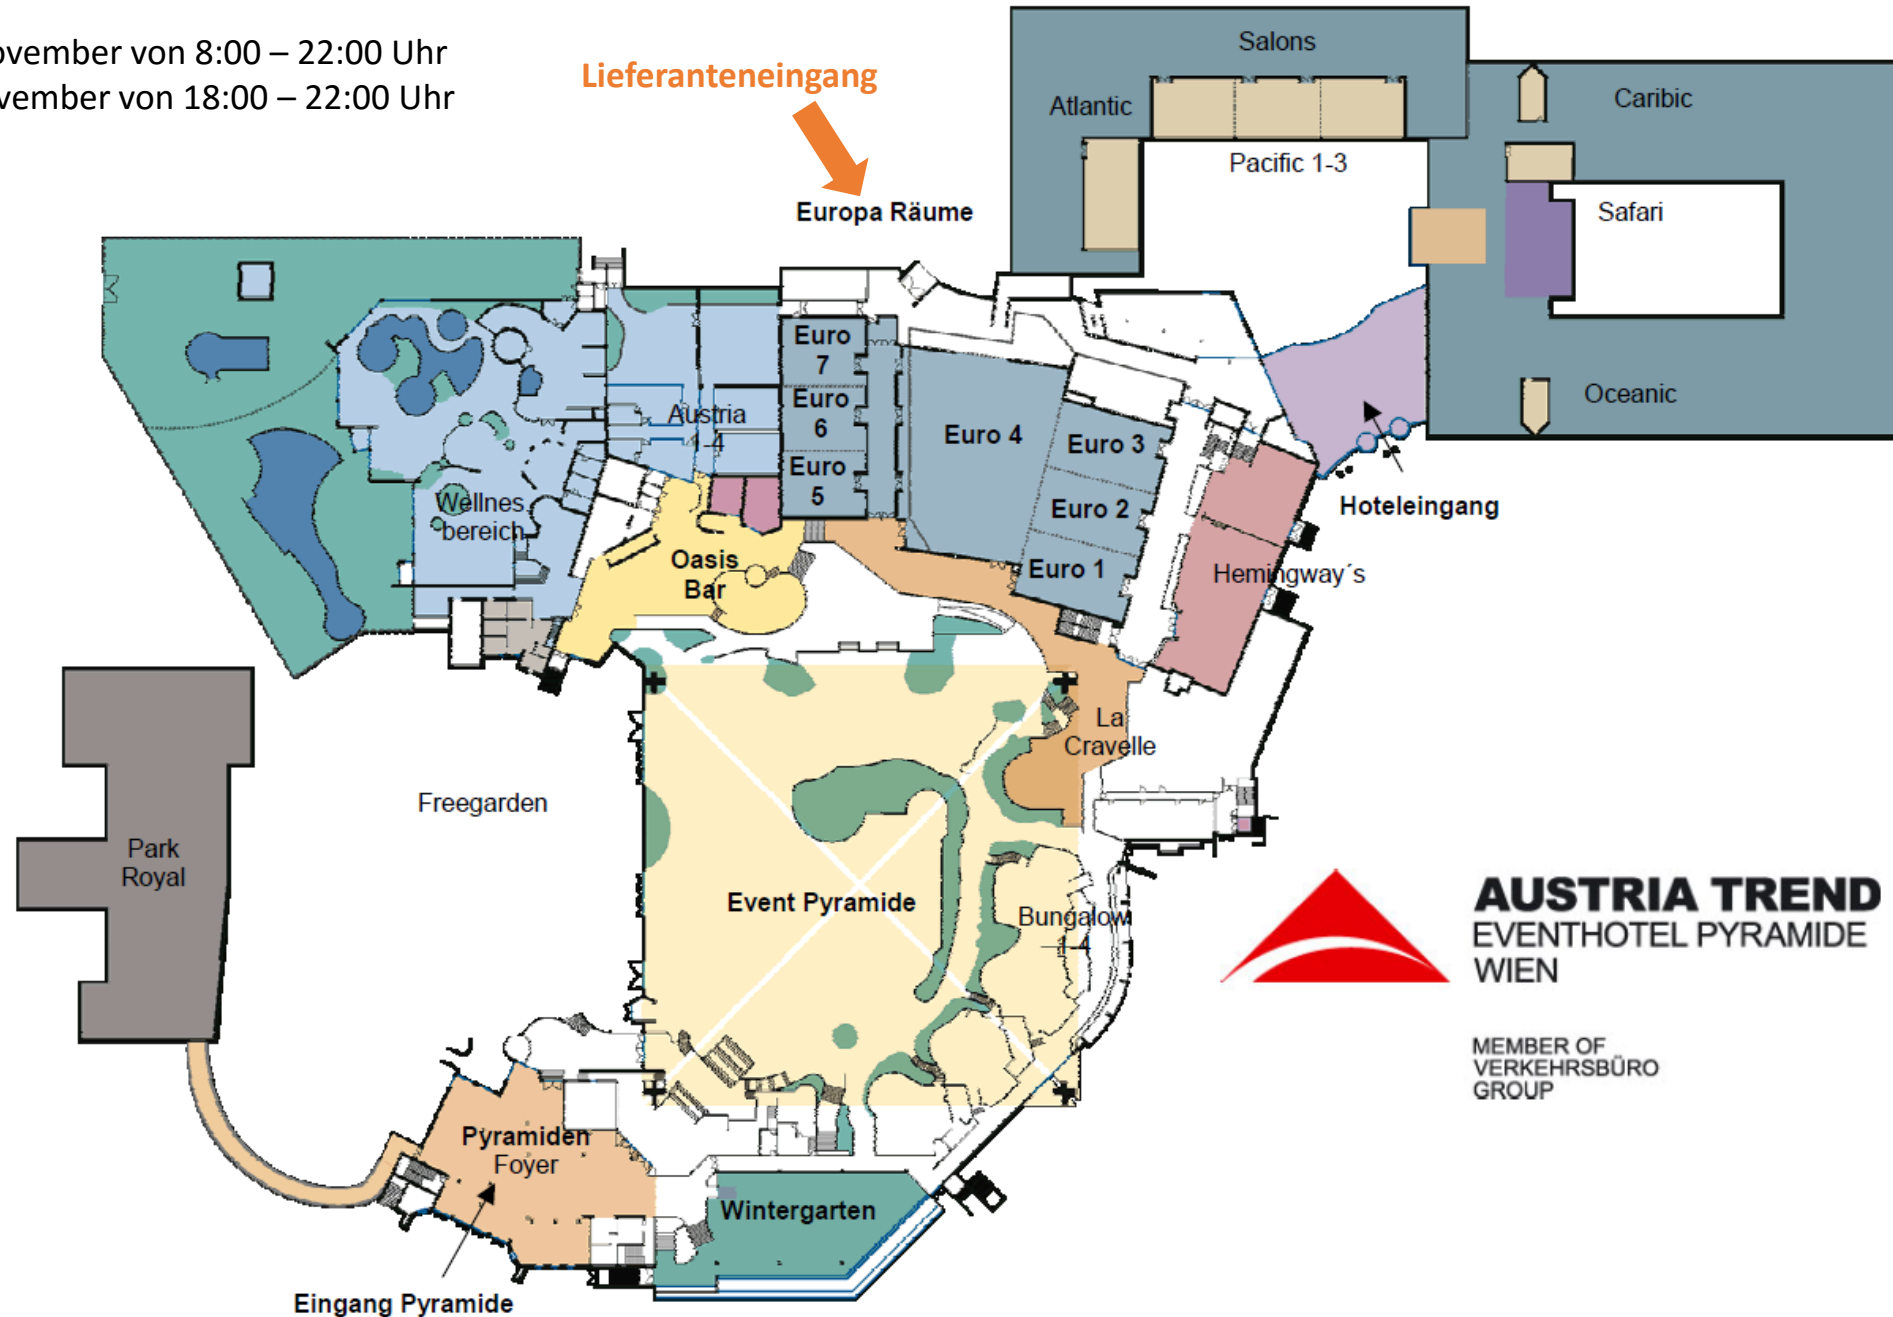 vember von 8:00 – 22:00 Uhr
vember von 18:00 – 22:00 Uhr
Lieferanteneingang
Salons
Atlantic
Caribic
Pacific 1-3
Safari
Europa Räume
Oceanic
Euro
7
Euro
6
Euro
5
Austria
1-4
Euro 4
Euro 3
Euro 2
Euro 1
Hoteleingang
Wellnes
bereich
Oasis
Bar
Hemingway´s
La
Cravelle
Freegarden
Park
Royal
Event Pyramide
Bungalow
1-4
AUSTRIA TREND
EVENTHOTEL PYRAMIDE
WIEN
MEMBER OF
VERKEHRSBÜRO
GROUP
Pyramiden
Foyer
Wintergarten
Eingang Pyramide